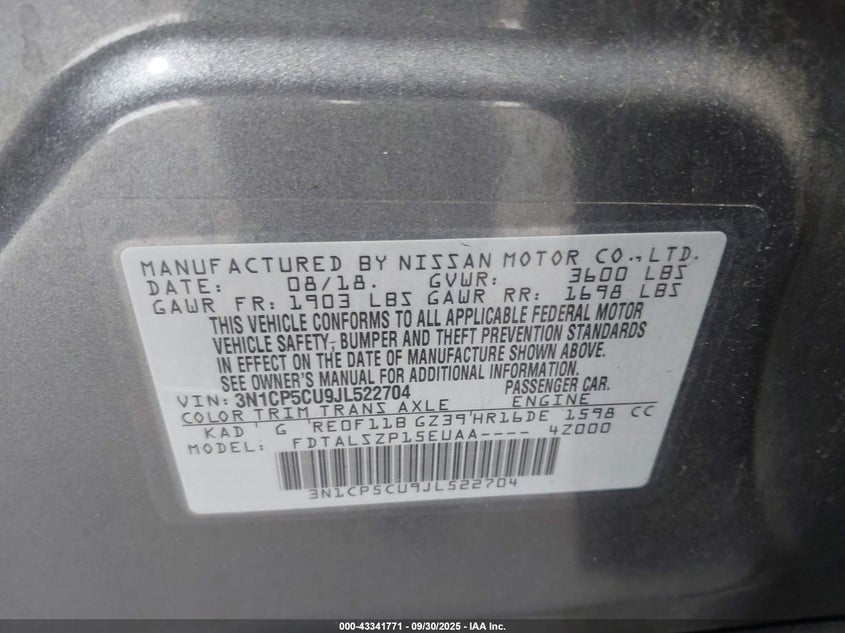 MANUFACTURED BY NISSAN MOTOR CO., LTD.
DATE: 08/18. GVWR: 3600 LBS
GAWR FR: 1903 LBS GAWR RR: 1698 LBS
THIS VEHICLE CONFORMS TO ALL APPLICABLE FEDERAL MOTOR
VEHICLE SAFETY, BUMPER AND THEFT PREVENTION STANDARDS
IN EFFECT ON THE DATE OF MANUFACTURE SHOWN ABOVE.
SEE OWNER'S MANUAL FOR ADDITIONAL INFORMATION.
VIN: 3N1CP5CU9JL522704 PASSENGER CAR.
COLOR TRIM TRANS AXLE ENGINE
KAD G RE0F11B GZ39 HR16DE 1598 CC
MODEL: FDTALSZP15EUAA---- 4Z000
3N1CP5CU9JL522704
000-43341771 - 09/30/2025 - IAA Inc.